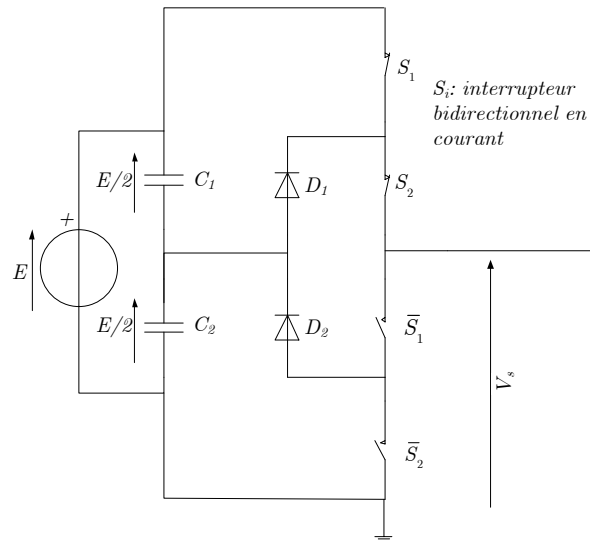 S₁
Sᵢ: interrupteur
bidirectionnel en
courant
E/2
C₁
D₁
S₂
+
E
E/2
C₂
D₂
S̅₁
Vₛ
S̅₂